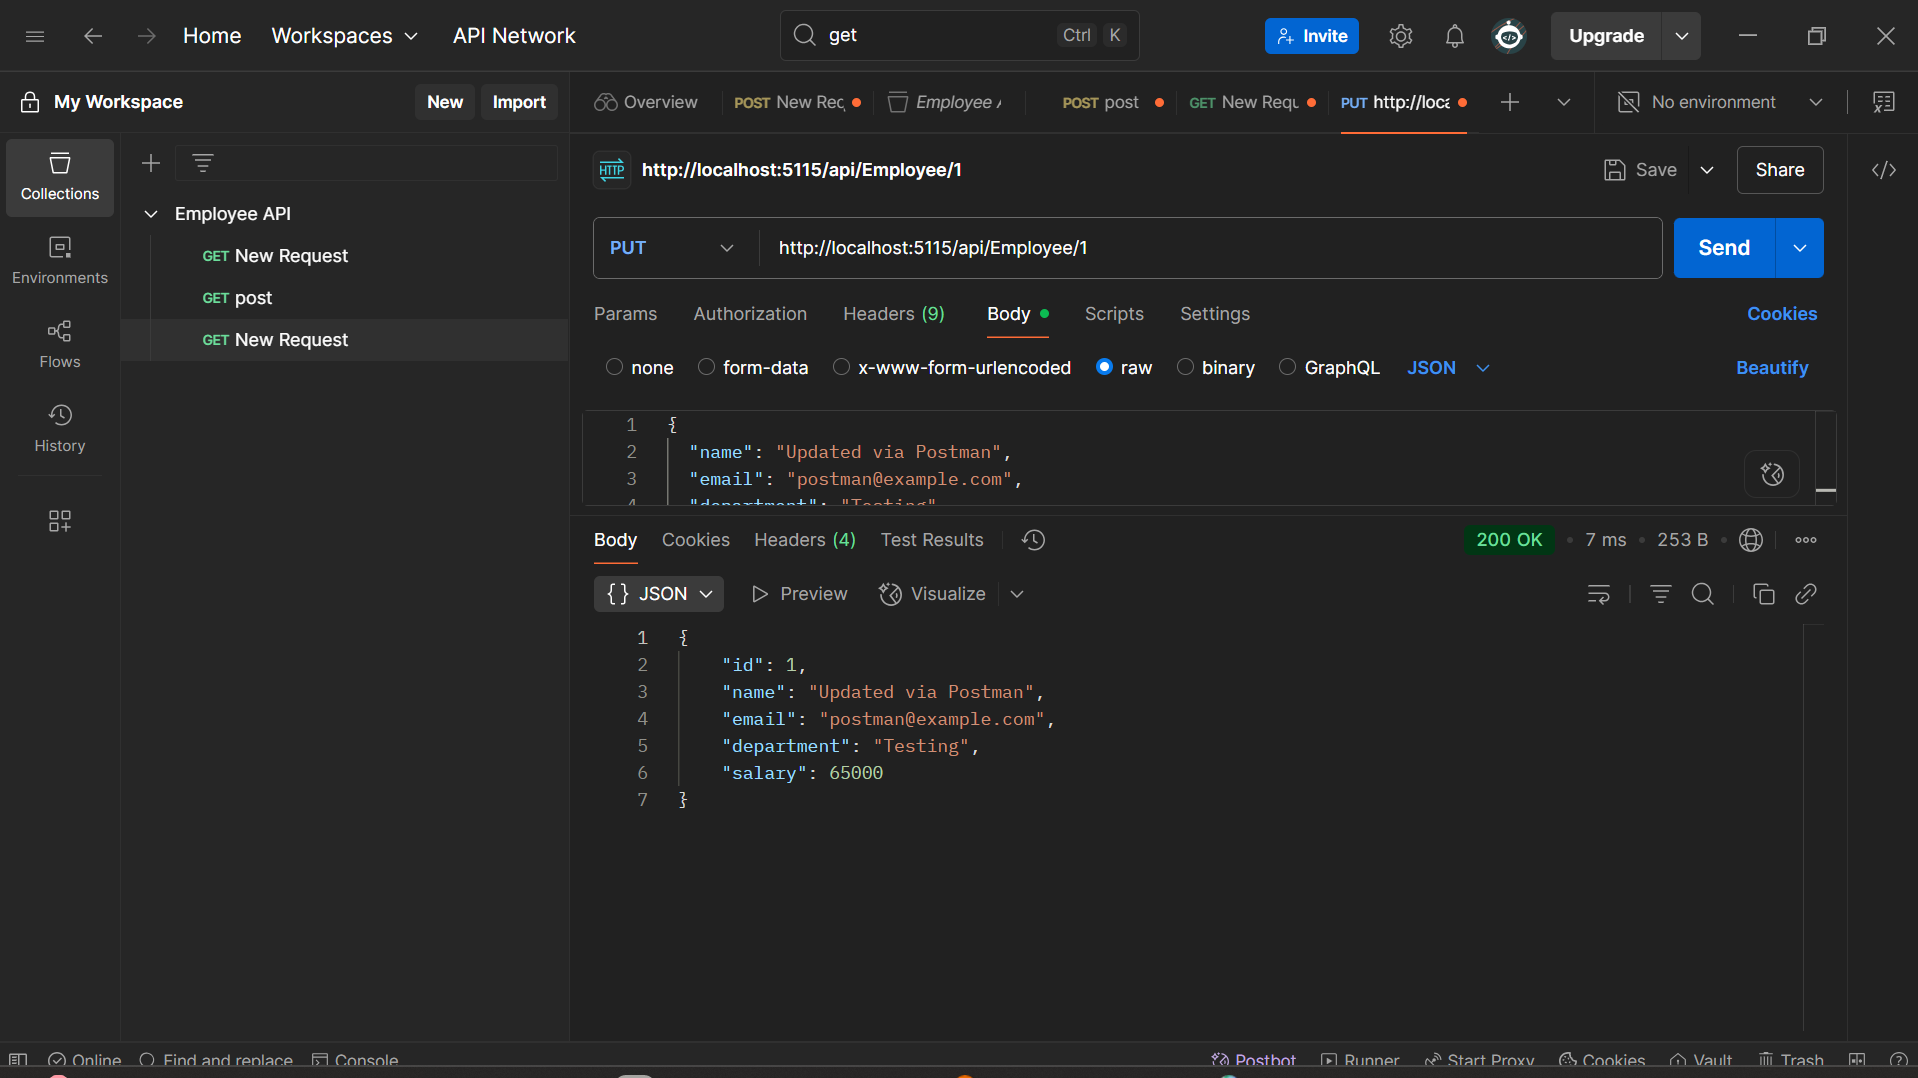 Home Workspaces API Network get Ctrl K Invite Upgrade
My Workspace New Import
Overview POST New Rec Employee A POST post GET New Requ PUT http://loca No environment
Collections
Environments
Flows
History
Employee API
GET New Request
GET post
GET New Request
HTTP http://localhost:5115/api/Employee/1 Save Share
PUT http://localhost:5115/api/Employee/1 Send
Params Authorization Headers (9) Body Scripts Settings Cookies
none form-data x-www-form-urlencoded raw binary GraphQL JSON Beautify
1 {
2 "name": "Updated via Postman",
3 "email": "postman@example.com",
4 "department": "Testing"
Body Cookies Headers (4) Test Results 200 OK • 7 ms • 253 B •
{} JSON Preview Visualize
1 {
2 "id": 1,
3 "name": "Updated via Postman",
4 "email": "postman@example.com",
5 "department": "Testing",
6 "salary": 65000
7 }
Online Find and replace Console Postbot Runner Start Proxy Cookies Vault Trash